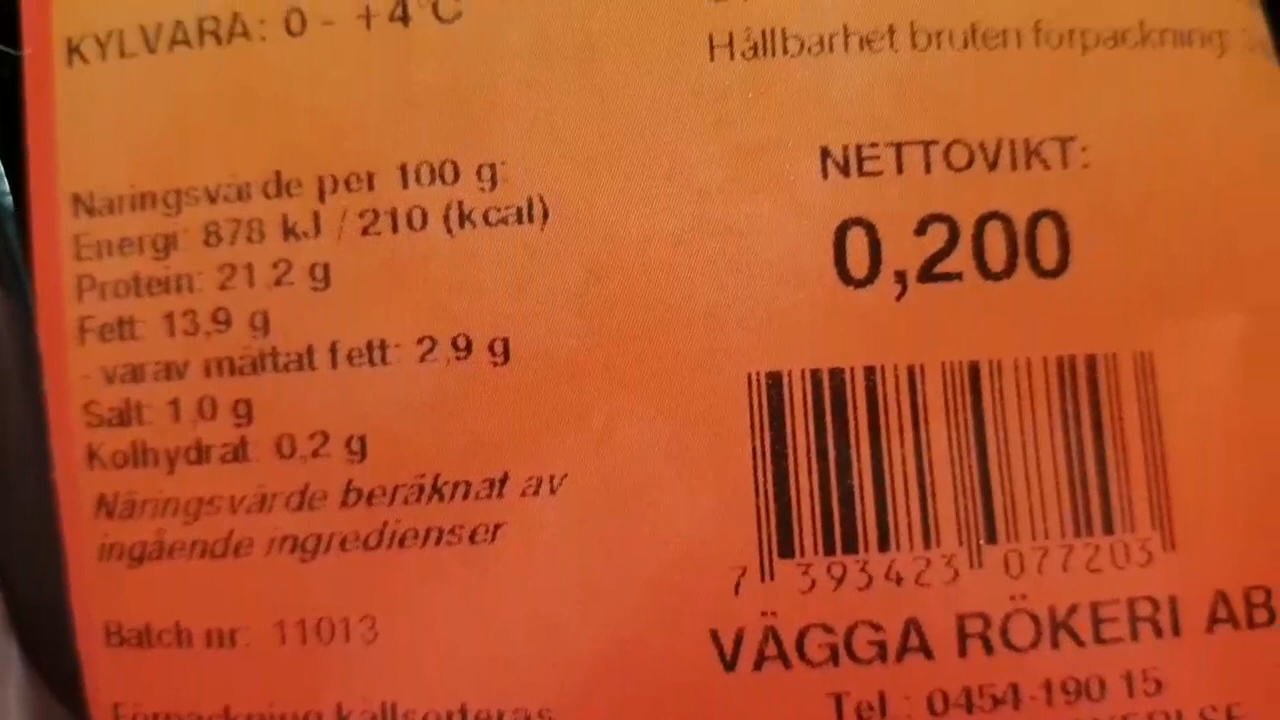 KYLVARA: 0 - +4°C
Hållbarhet bruten förpackning
Näringsvärde per 100 g:
Energi: 878 kJ / 210 (kcal)
Protein: 21,2 g
Fett: 13,9 g
- varav mättat fett: 2,9 g
Salt: 1,0 g
Kolhydrat: 0,2 g
Näringsvärde beräknat av
ingående ingredienser
Batch nr: 11013
Förpackning källsorteras
NETTOVIKT:
0,200
7 393423 077203
VÄGGA RÖKERI AB
Tel.: 0454-190 15